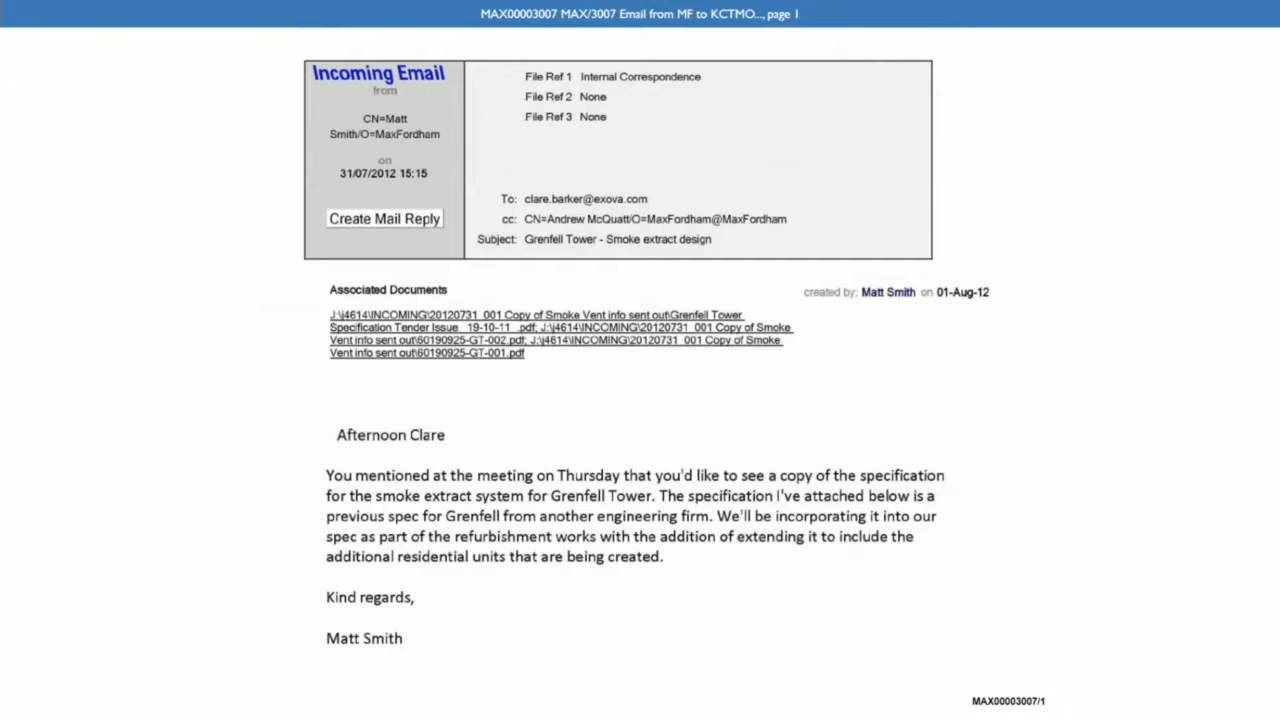 MAX00003007 MAX/3007 Email from MF to KCTMO..., page 1
Incoming Email
from
CN=Matt
Smith/O=MaxFordham
on
31/07/2012 15:15
Create Mail Reply
File Ref 1 Internal Correspondence
File Ref 2 None
File Ref 3 None
To: clare.barker@exova.com
cc: CN=Andrew McQuatt/O=MaxFordham@MaxFordham
Subject: Grenfell Tower - Smoke extract design
Associated Documents
created by: Matt Smith on 01-Aug-12
J:\j4614\INCOMING\20120731_001 Copy of Smoke Vent info sent out\Grenfell Tower
Specification Tender Issue _19-10-11_.pdf; J:\j4614\INCOMING\20120731_001 Copy of Smoke
Vent info sent out\60190925-GT-002.pdf; J:\j4614\INCOMING\20120731_001 Copy of Smoke
Vent info sent out\60190925-GT-001.pdf
Afternoon Clare
You mentioned at the meeting on Thursday that you'd like to see a copy of the specification
for the smoke extract system for Grenfell Tower. The specification I've attached below is a
previous spec for Grenfell from another engineering firm. We'll be incorporating it into our
spec as part of the refurbishment works with the addition of extending it to include the
additional residential units that are being created.
Kind regards,
Matt Smith
MAX00003007/1